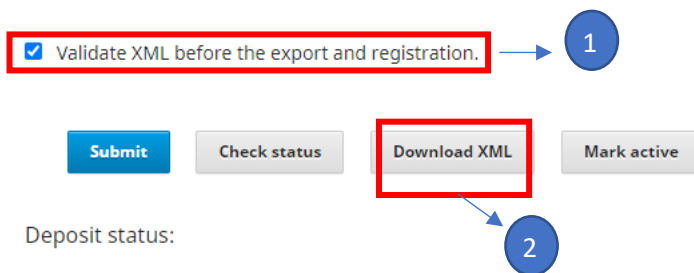 Validate XML before the export and registration.
1
Submit Check status Download XML Mark active
2
Deposit status: